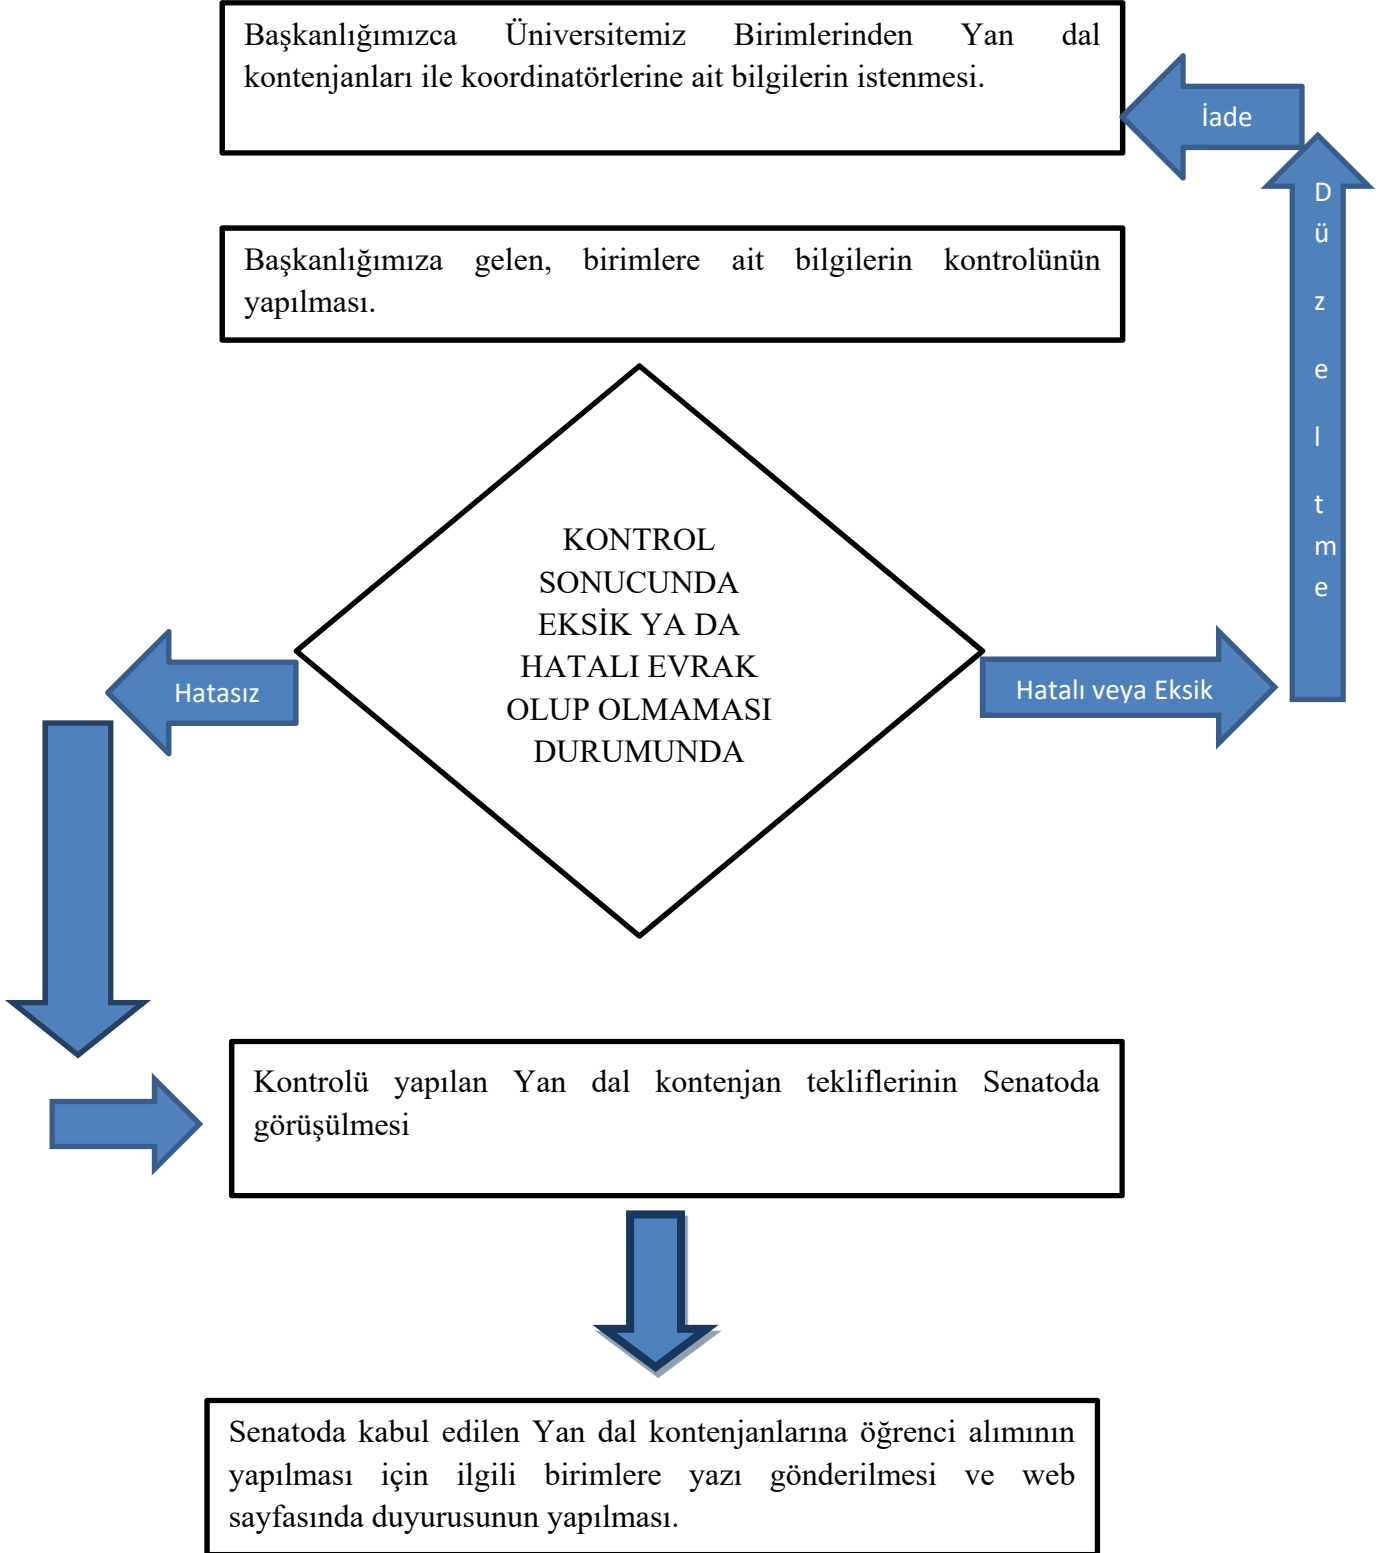 Başkanlığımızca Üniversitemiz Birimlerinden Yan dal
kontenjanları ile koordinatörlerine ait bilgilerin istenmesi.
İade
Düzeltme
Başkanlığımıza gelen, birimlere ait bilgilerin kontrolünün
yapılması.
KONTROL
SONUCUNDA
EKSİK YA DA
HATALI EVRAK
OLUP OLMAMASI
DURUMUNDA
Hatasız
Hatalı veya Eksik
Kontrolü yapılan Yan dal kontenjan tekliflerinin Senatoda
görüşülmesi
Senatoda kabul edilen Yan dal kontenjanlarına öğrenci alımının
yapılması için ilgili birimlere yazı gönderilmesi ve web
sayfasında duyurusunun yapılması.